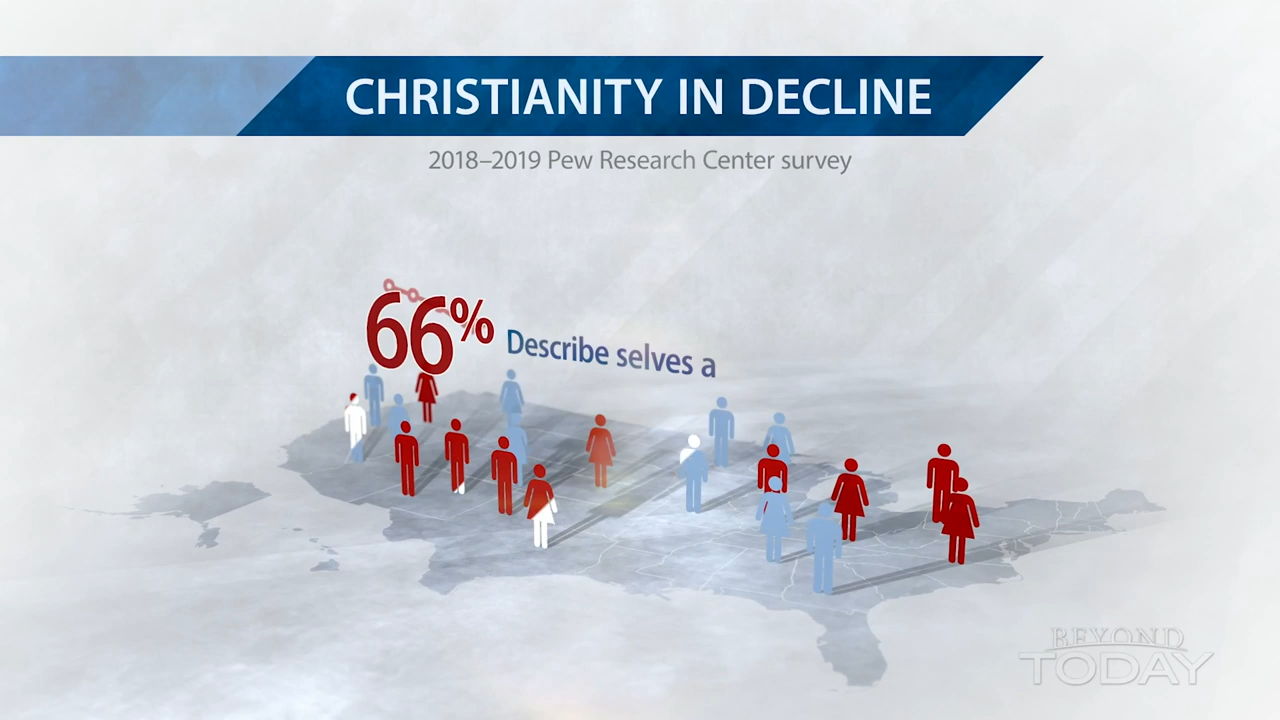 CHRISTIANITY IN DECLINE
2018–2019 Pew Research Center survey
66% Describe selves a
BEYOND
TODAY